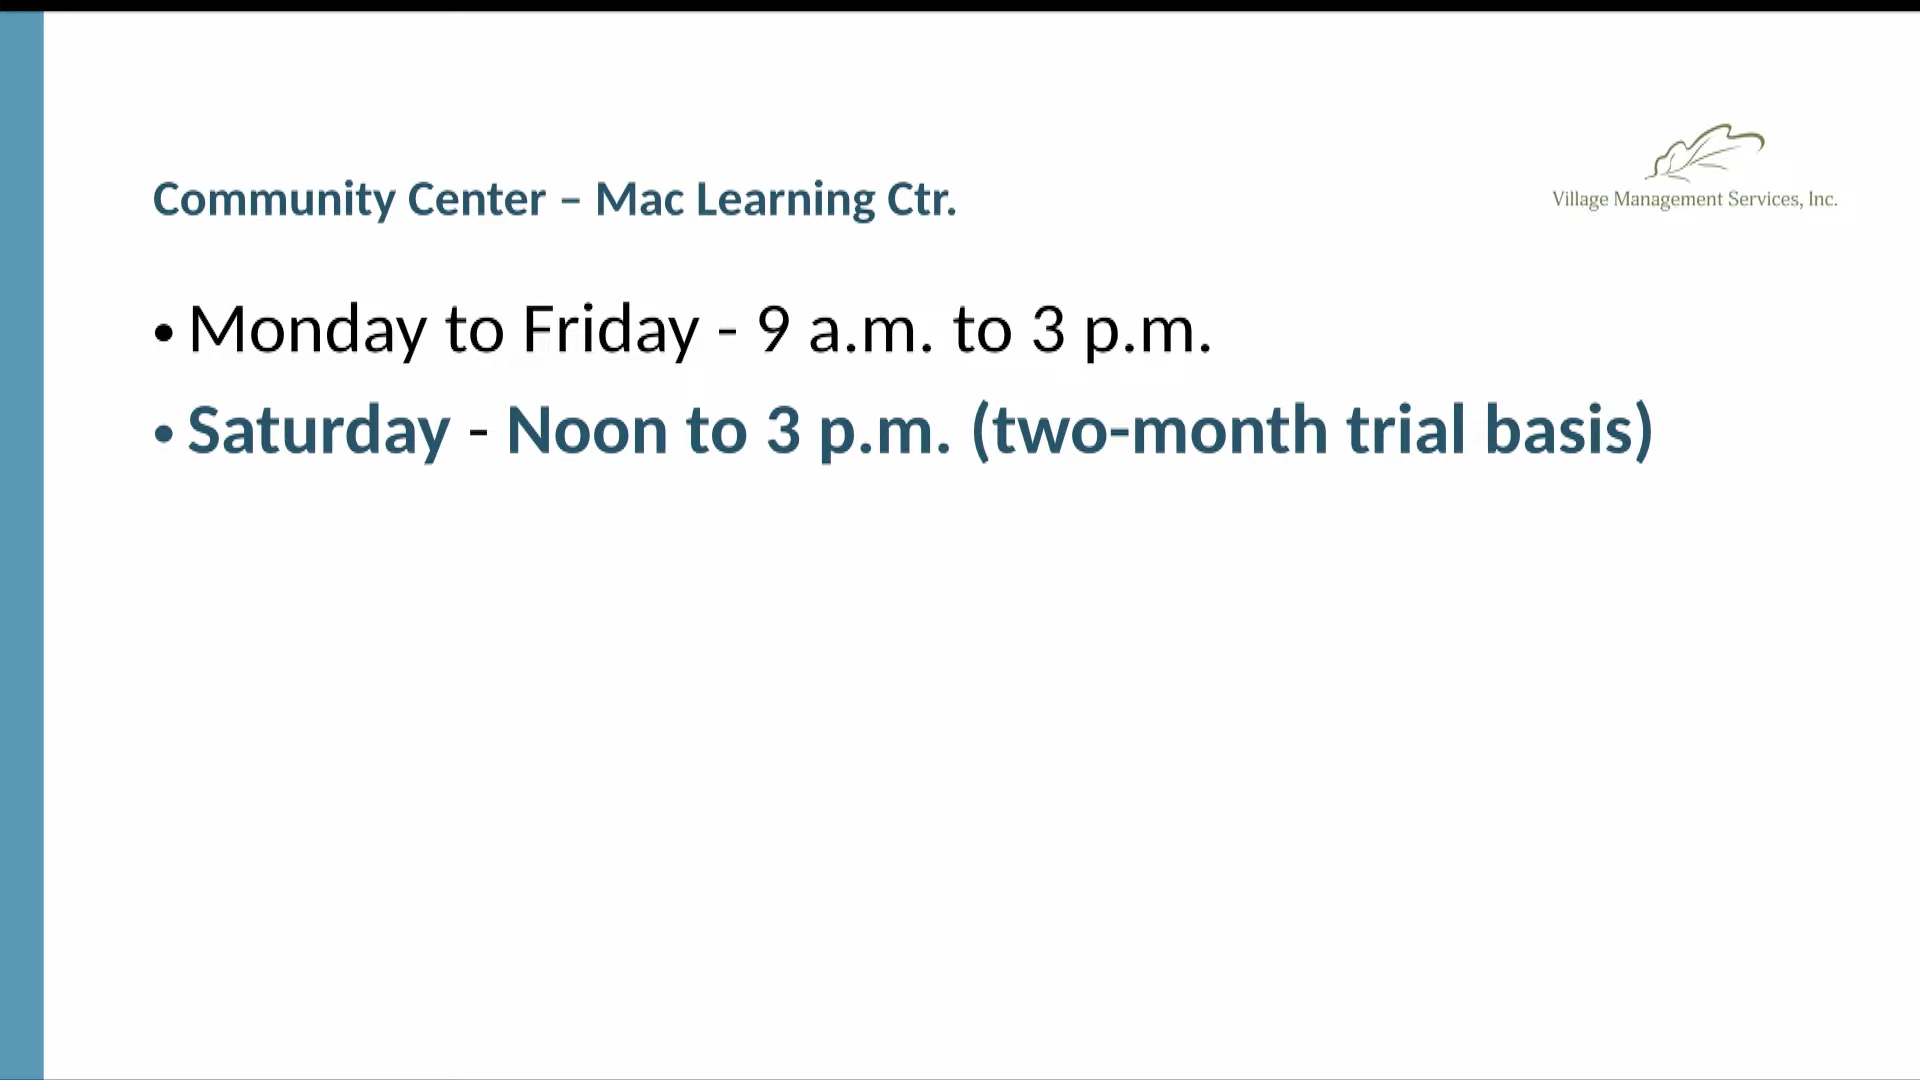 Village Management Services, Inc.
Community Center – Mac Learning Ctr.
• Monday to Friday - 9 a.m. to 3 p.m.
• Saturday - Noon to 3 p.m. (two-month trial basis)